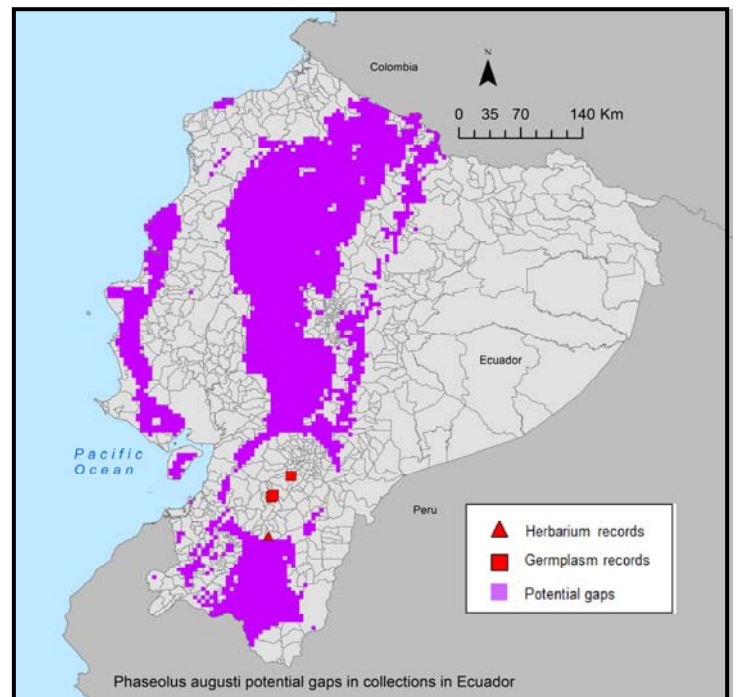 Colombia
N
0 35 70 140 Km
Ecuador
Pacific
Ocean
Peru
Herbarium records
Germplasm records
Potential gaps
Phaseolus augusti potential gaps in collections in Ecuador